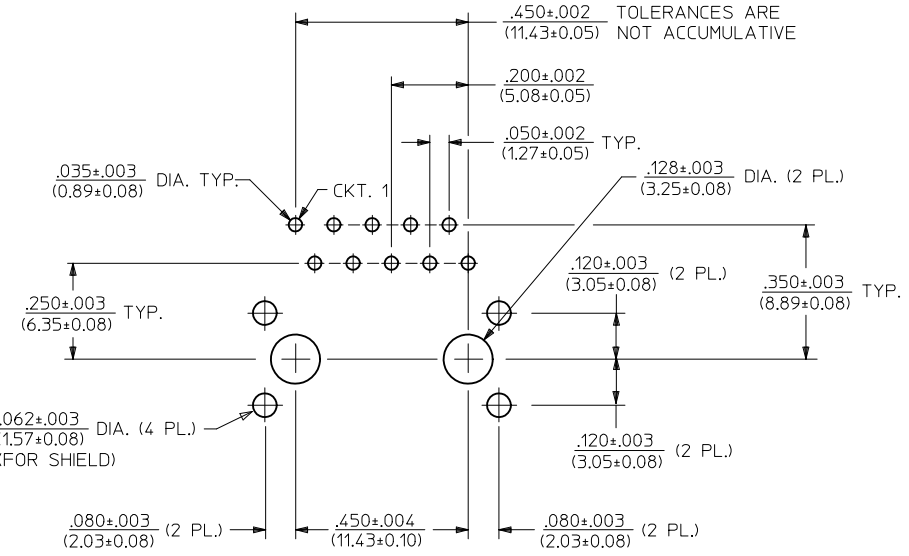 .450±.002 TOLERANCES ARE
(11.43±0.05) NOT ACCUMULATIVE
.200±.002
(5.08±0.05)
.050±.002 TYP.
(1.27±0.05)
.035±.003 DIA. TYP.
(0.89±0.08)
CKT. 1
.128±.003 DIA. (2 PL.)
(3.25±0.08)
.120±.003 (2 PL.)
(3.05±0.08)
.350±.003 TYP.
(8.89±0.08)
.250±.003 TYP.
(6.35±0.08)
.062±.003 DIA. (4 PL.)
(1.57±0.08)
(FOR SHIELD)
.120±.003 (2 PL.)
(3.05±0.08)
.080±.003 (2 PL.)
(2.03±0.08)
.450±.004
(11.43±0.10)
.080±.003 (2 PL.)
(2.03±0.08)